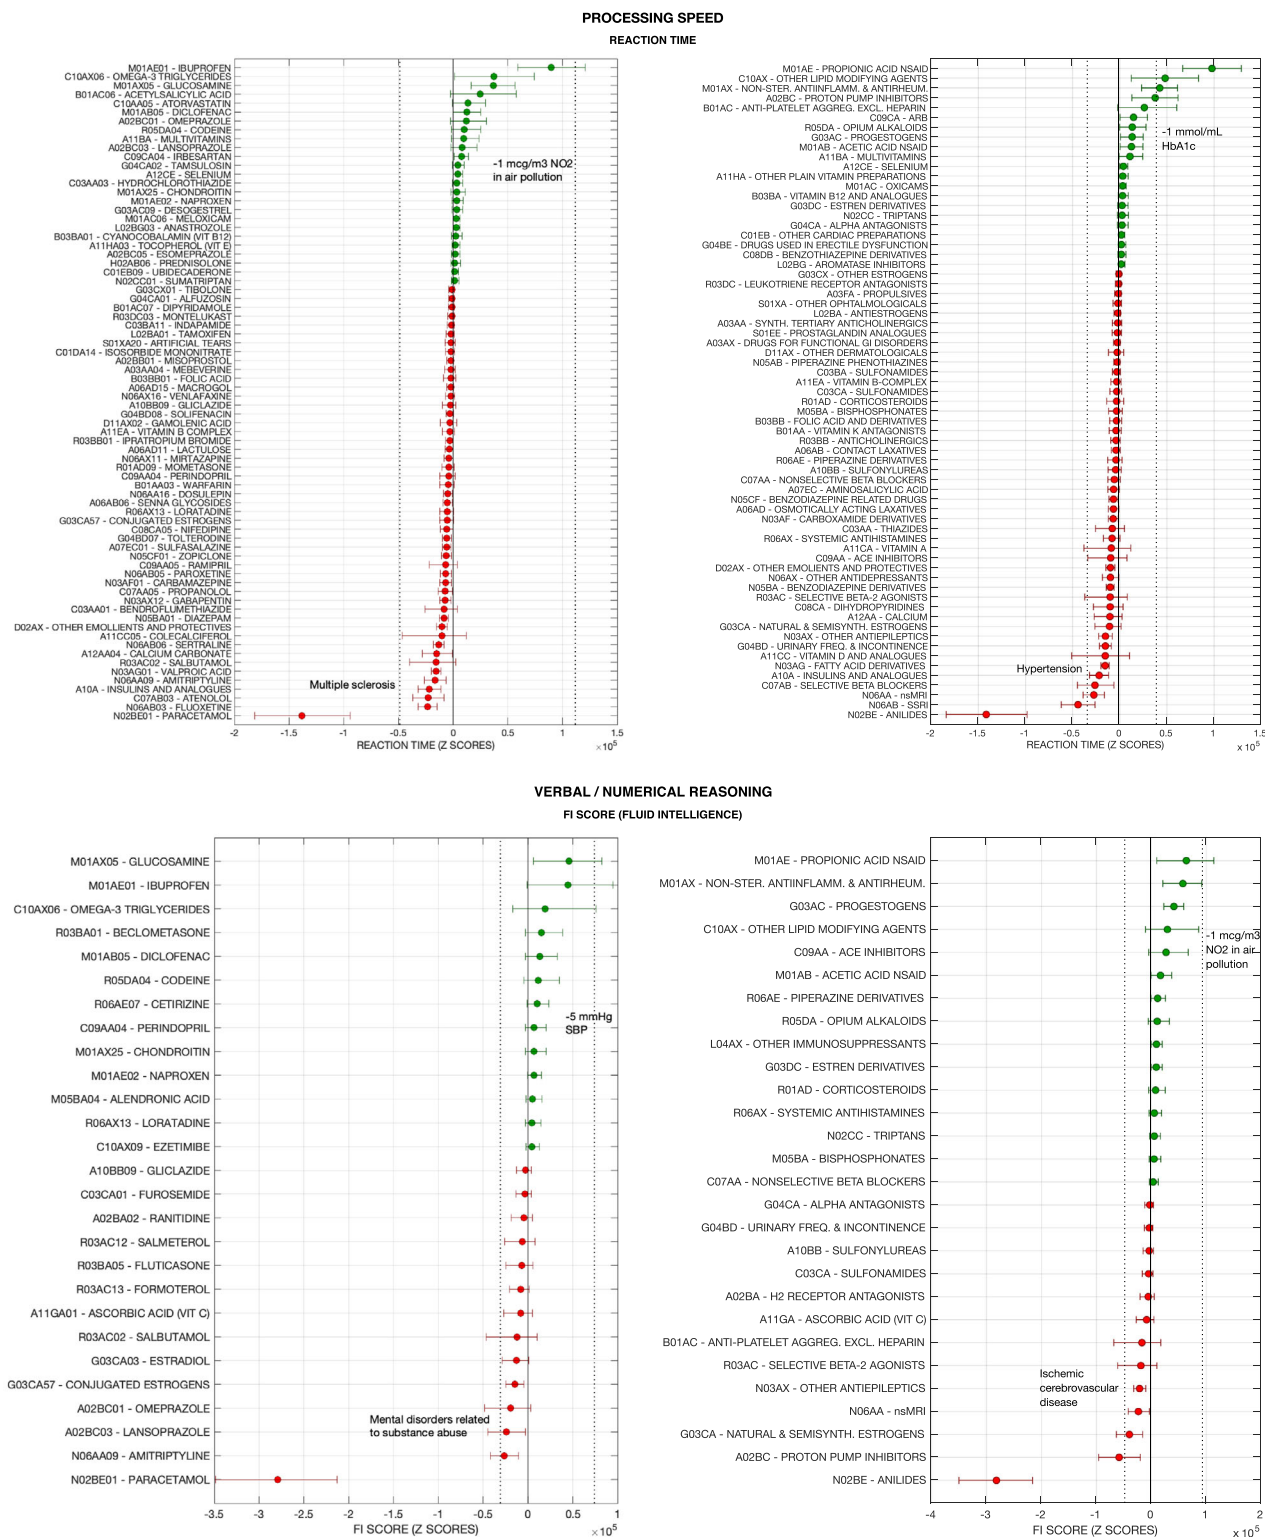 PROCESSING SPEED
REACTION TIME
M01AE01 - IBUPROFEN
C10AX06 - OMEGA-3 TRIGLYCERIDES
M01AX05 - GLUCOSAMINE
B01AC06 - ACETYLSALICYLIC ACID
C10AA05 - ATORVASTATIN
M01AB05 - DICLOFENAC
A02BC01 - OMEPRAZOLE
R05DA04 - CODEINE
A11BA - MULTIVITAMINS
A02BC03 - LANSOPRAZOLE
C09CA04 - IRBESARTAN
G04CA02 - TAMSULOSIN
A12CE - SELENIUM
C03AA03 - HYDROCHLOROTHIAZIDE
M01AX25 - CHONDROITIN
M01AE02 - NAPROXEN
G03AC09 - DESOGESTREL
M01AC06 - MELOXICAM
L02BG03 - ANASTROZOLE
B03BA01 - CYANOCOBALAMIN (VIT B12)
A11HA03 - TOCOPHEROL (VIT E)
A02BC05 - ESOMEPRAZOLE
H02AB06 - PREDNISOLONE
C01EB09 - UBIDECADERONE
N02CC01 - SUMATRIPTAN
G03CX01 - TIBOLONE
G04CA01 - ALFUZOSIN
B01AC07 - DIPYRIDAMOLE
R03DC03 - MONTELUKAST
C03BA11 - INDAPAMIDE
L02BA01 - TAMOXIFEN
S01XA20 - ARTIFICIAL TEARS
C01DA14 - ISOSORBIDE MONONITRATE
A02BB01 - MISOPROSTOL
A03AA04 - MEBEVERINE
B03BB01 - FOLIC ACID
A06AD15 - MACROGOL
N06AX16 - VENLAFAXINE
A10BB09 - GLICLAZIDE
G04BD08 - SOLIFENACIN
D11AX02 - GAMOLENIC ACID
A11EA - VITAMIN B COMPLEX
R03BB01 - IPRATROPIUM BROMIDE
A06AD11 - LACTULOSE
N06AX11 - MIRTAZAPINE
R01AD09 - MOMETASONE
C09AA04 - PERINDOPRIL
B01AA03 - WARFARIN
N06AA16 - DOSULEPIN
A06AB06 - SENNA GLYCOSIDES
R06AX13 - LORATADINE
G03CA57 - CONJUGATED ESTROGENS
C08CA05 - NIFEDIPINE
G04BD07 - TOLTERODINE
A07EC01 - SULFASALAZINE
N05CF01 - ZOPICLONE
C09AA05 - RAMIPRIL
N06AB05 - PAROXETINE
N03AF01 - CARBAMAZEPINE
C07AA05 - PROPANOLOL
N03AX12 - GABAPENTIN
C03AA01 - BENDROFLUMETHIAZIDE
N05BA01 - DIAZEPAM
D02AX - OTHER EMOLLIENTS AND PROTECTIVES
A11CC05 - COLECALCIFEROL
N06AB06 - SERTRALINE
A12AA04 - CALCIUM CARBONATE
R03AC02 - SALBUTAMOL
N03AG01 - VALPROIC ACID
N06AA09 - AMITRIPTYLINE
A10A - INSULINS AND ANALOGUES
C07AB03 - ATENOLOL
N06AB03 - FLUOXETINE
N02BE01 - PARACETAMOL
-1 mcg/m3 NO2
in air pollution
Multiple sclerosis
-2 -1.5 -1 -0.5 0 0.5 1 1.5
REACTION TIME (Z SCORES)
×10^5
M01AE - PROPIONIC ACID NSAID
C10AX - OTHER LIPID MODIFYING AGENTS
M01AX - NON-STER. ANTIINFLAMM. & ANTIRHEUM.
A02BC - PROTON PUMP INHIBITORS
B01AC - ANTI-PLATELET AGGREG. EXCL. HEPARIN
C09CA - ARB
R05DA - OPIUM ALKALOIDS
G03AC - PROGESTOGENS
M01AB - ACETIC ACID NSAID
A11BA - MULTIVITAMINS
A12CE - SELENIUM
A11HA - OTHER PLAIN VITAMIN PREPARATIONS
M01AC - OXICAMS
B03BA - VITAMIN B12 AND ANALOGUES
G03DC - ESTREN DERIVATIVES
N02CC - TRIPTANS
G04CA - ALPHA ANTAGONISTS
C01EB - OTHER CARDIAC PREPARATIONS
G04BE - DRUGS USED IN ERECTILE DYSFUNCTION
C08DB - BENZOTHIAZEPINE DERIVATIVES
L02BG - AROMATASE INHIBITORS
G03CX - OTHER ESTROGENS
R03DC - LEUKOTRIENE RECEPTOR ANTAGONISTS
A03FA - PROPULSIVES
S01XA - OTHER OPHTALMOLOGICALS
L02BA - ANTIESTROGENS
A03AA - SYNTH. TERTIARY ANTICHOLINERGICS
S01EE - PROSTAGLANDIN ANALOGUES
A03AX - DRUGS FOR FUNCTIONAL GI DISORDERS
D11AX - OTHER DERMATOLOGICALS
N05AB - PIPERAZINE PHENOTHIAZINES
C03BA - SULFONAMIDES
A11EA - VITAMIN B-COMPLEX
C03CA - SULFONAMIDES
R01AD - CORTICOSTEROIDS
M05BA - BISPHOSPHONATES
B03BB - FOLIC ACID AND DERIVATIVES
B01AA - VITAMIN K ANTAGONISTS
R03BB - ANTICHOLINERGICS
A06AB - CONTACT LAXATIVES
R06AE - PIPERAZINE DERIVATIVES
A10BB - SULFONYLUREAS
C07AA - NONSELECTIVE BETA BLOCKERS
A07EC - AMINOSALICYLIC ACID
N05CF - BENZODIAZEPINE RELATED DRUGS
A06AD - OSMOTICALLY ACTING LAXATIVES
N03AF - CARBOXAMIDE DERIVATIVES
C03AA - THIAZIDES
R06AX - SYSTEMIC ANTIHISTAMINES
A11CA - VITAMIN A
C09AA - ACE INHIBITORS
D02AX - OTHER EMOLIENTS AND PROTECTIVES
N06AX - OTHER ANTIDEPRESSANTS
N05BA - BENZODIAZEPINE DERIVATIVES
R03AC - SELECTIVE BETA-2 AGONISTS
C08CA - DIHYDROPYRIDINES
A12AA - CALCIUM
G03CA - NATURAL & SEMISYNTH. ESTROGENS
N03AX - OTHER ANTIEPILEPTICS
G04BD - URINARY FREQ. & INCONTINENCE
A11CC - VITAMIN D AND ANALOGUES
N03AG - FATTY ACID DERIVATIVES
A10A - INSULINS AND ANALOGUES
C07AB - SELECTIVE BETA BLOCKERS
N06AA - nsMRI
N06AB - SSRI
N02BE - ANILIDES
-1 mmol/mL
HbA1c
Hypertension
-2 -1.5 -1 -0.5 0 0.5 1 1.5
REACTION TIME (Z SCORES)
x 10^5
VERBAL / NUMERICAL REASONING
FI SCORE (FLUID INTELLIGENCE)
M01AX05 - GLUCOSAMINE
M01AE01 - IBUPROFEN
C10AX06 - OMEGA-3 TRIGLYCERIDES
R03BA01 - BECLOMETASONE
M01AB05 - DICLOFENAC
R05DA04 - CODEINE
R06AE07 - CETIRIZINE
C09AA04 - PERINDOPRIL
M01AX25 - CHONDROITIN
M01AE02 - NAPROXEN
M05BA04 - ALENDRONIC ACID
R06AX13 - LORATADINE
C10AX09 - EZETIMIBE
A10BB09 - GLICLAZIDE
C03CA01 - FUROSEMIDE
A02BA02 - RANITIDINE
R03AC12 - SALMETEROL
R03BA05 - FLUTICASONE
R03AC13 - FORMOTEROL
A11GA01 - ASCORBIC ACID (VIT C)
R03AC02 - SALBUTAMOL
G03CA03 - ESTRADIOL
G03CA57 - CONJUGATED ESTROGENS
A02BC01 - OMEPRAZOLE
A02BC03 - LANSOPRAZOLE
N06AA09 - AMITRIPTYLINE
N02BE01 - PARACETAMOL
-5 mmHg
SBP
Mental disorders related
to substance abuse
-3.5 -3 -2.5 -2 -1.5 -1 -0.5 0 0.5 1
FI SCORE (Z SCORES)
×10^5
M01AE - PROPIONIC ACID NSAID
M01AX - NON-STER. ANTIINFLAMM. & ANTIRHEUM.
G03AC - PROGESTOGENS
C10AX - OTHER LIPID MODIFYING AGENTS
C09AA - ACE INHIBITORS
M01AB - ACETIC ACID NSAID
R06AE - PIPERAZINE DERIVATIVES
R05DA - OPIUM ALKALOIDS
L04AX - OTHER IMMUNOSUPPRESSANTS
G03DC - ESTREN DERIVATIVES
R01AD - CORTICOSTEROIDS
R06AX - SYSTEMIC ANTIHISTAMINES
N02CC - TRIPTANS
M05BA - BISPHOSPHONATES
C07AA - NONSELECTIVE BETA BLOCKERS
G04CA - ALPHA ANTAGONISTS
G04BD - URINARY FREQ. & INCONTINENCE
A10BB - SULFONYLUREAS
C03CA - SULFONAMIDES
A02BA - H2 RECEPTOR ANTAGONISTS
A11GA - ASCORBIC ACID (VIT C)
B01AC - ANTI-PLATELET AGGREG. EXCL. HEPARIN
R03AC - SELECTIVE BETA-2 AGONISTS
N03AX - OTHER ANTIEPILEPTICS
N06AA - nsMRI
G03CA - NATURAL & SEMISYNTH. ESTROGENS
A02BC - PROTON PUMP INHIBITORS
N02BE - ANILIDES
-1 mcg/m3
NO2 in air
pollution
Ischemic
cerebrovascular
disease
-4 -3 -2 -1 0 1 2
FI SCORE (Z SCORES)
x 10^5